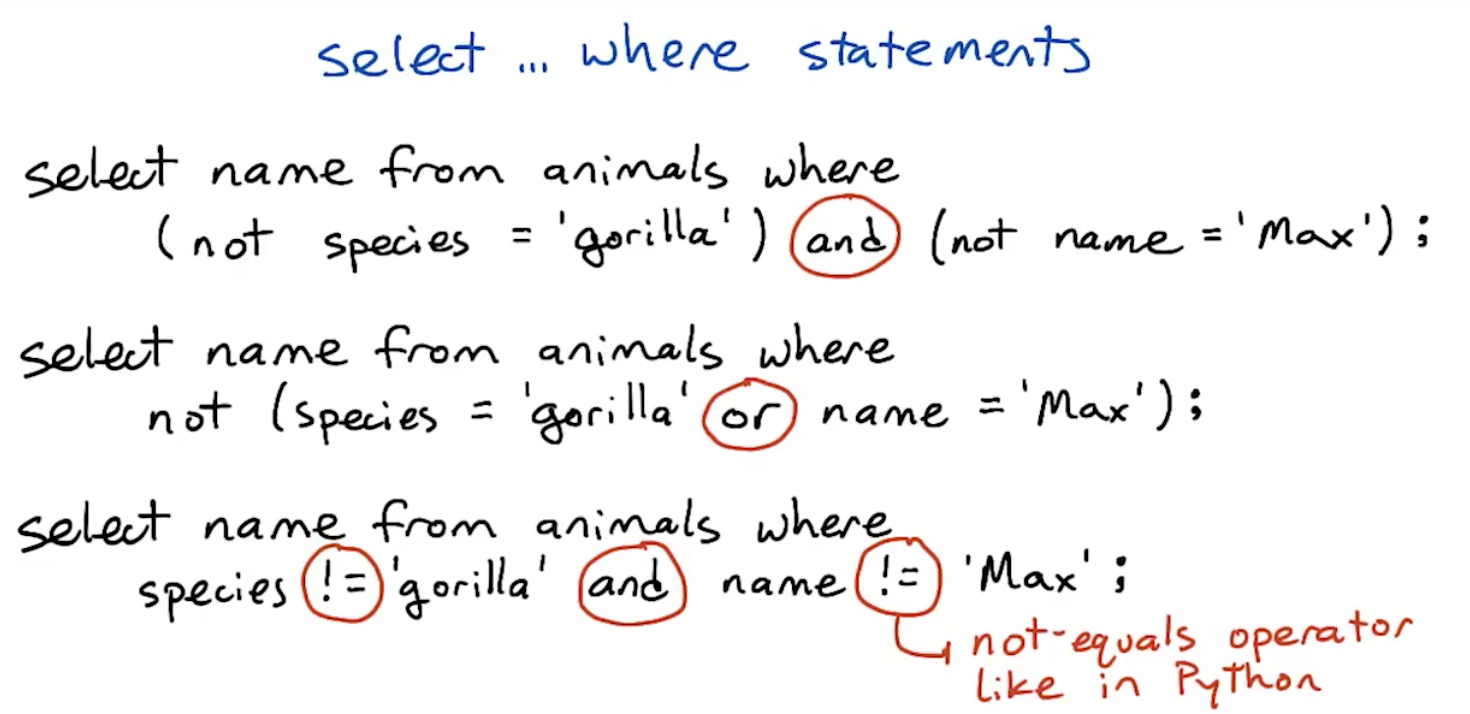 select ... where statements
select name from animals where
(not species = 'gorilla') and (not name = 'Max');
select name from animals where
not (species = 'gorilla' or name = 'Max');
select name from animals where
species != 'gorilla' and name != 'Max';
not-equals operator
like in Python